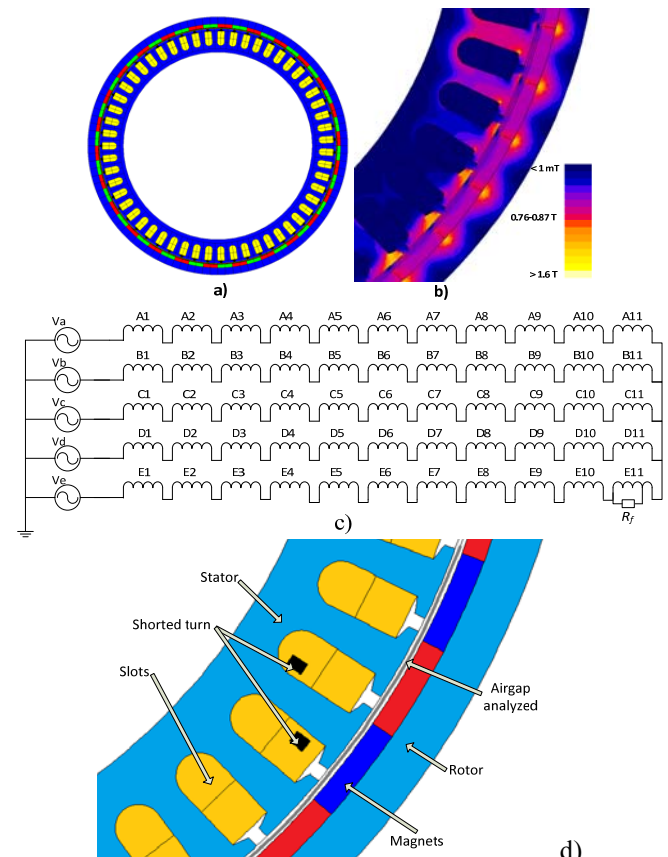 < 1 mT
0.76-0.87 T
> 1.6 T
a)
b)
Va
A1 A2 A3 A4 A5 A6 A7 A8 A9 A10 A11
Vb
B1 B2 B3 B4 B5 B6 B7 B8 B9 B10 B11
Vc
C1 C2 C3 C4 C5 C6 C7 C8 C9 C10 C11
Vd
D1 D2 D3 D4 D5 D6 D7 D8 D9 D10 D11
Ve
E1 E2 E3 E4 E5 E6 E7 E8 E9 E10 E11
Rf
c)
Stator
Shorted turn
Slots
Airgap
analyzed
Rotor
Magnets
d)